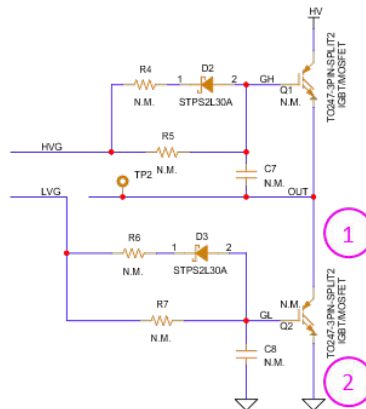 HV
R4
D2
1
2
GH
N.M.
STPS2L30A
Q1
N.M.
TO247-3PIN-SPLIT2
IGBT/MOSFET
R5
HVG
N.M.
C7
N.M.
LVG
TP2
OUT
1
R6
D3
1
2
N.M.
STPS2L30A
N.M.
R7
GL
Q2
TO247-3PIN-SPLIT2
IGBT/MOSFET
N.M.
C8
N.M.
2